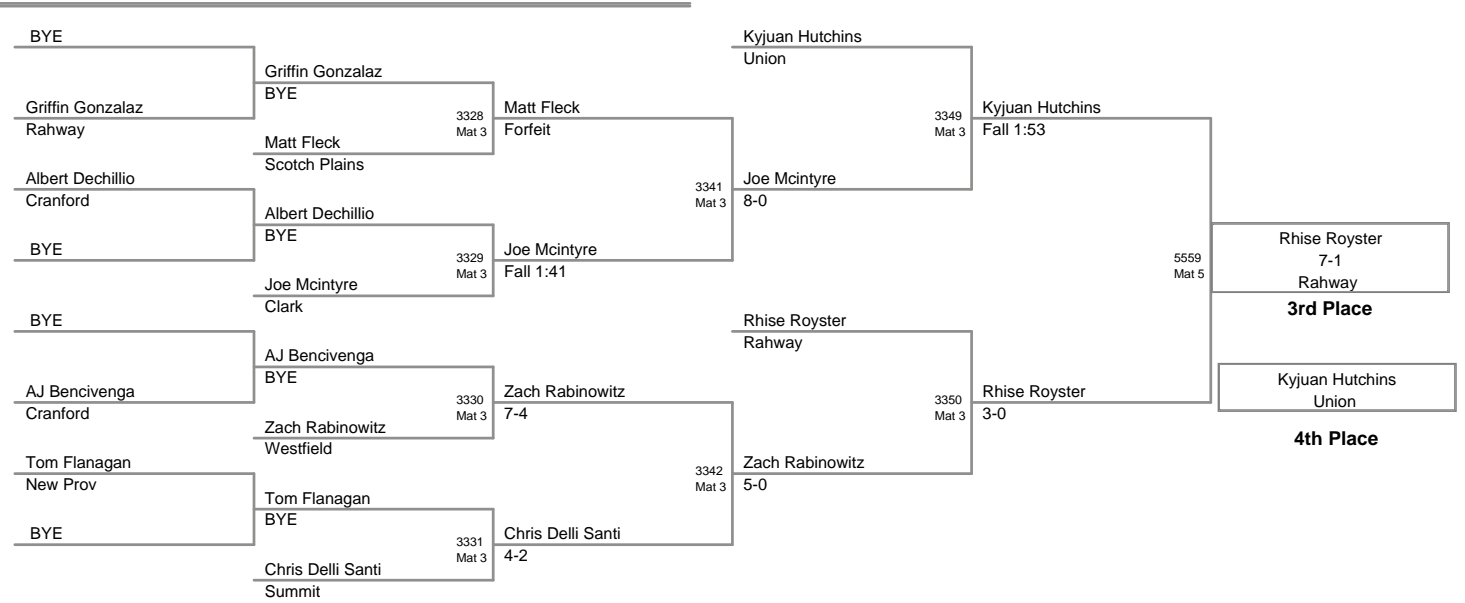 BYE
Griffin Gonzalaz
Rahway
Albert Dechillio
Cranford
BYE
BYE
AJ Bencivenga
Cranford
Tom Flanagan
New Prov
BYE
Griffin Gonzalaz
BYE
3328
Mat 3
Matt Fleck
Scotch Plains
Albert Dechillio
BYE
3329
Mat 3
Joe Mcintyre
Clark
AJ Bencivenga
BYE
3330
Mat 3
Zach Rabinowitz
Westfield
Tom Flanagan
BYE
3331
Mat 3
Chris Delli Santi
Summit
Matt Fleck
Forfeit
3341
Mat 3
Joe Mcintyre
Fall 1:41
Zach Rabinowitz
7-4
3342
Mat 3
Chris Delli Santi
4-2
Kyjuan Hutchins
Union
3349
Mat 3
Joe Mcintyre
8-0
Rhise Royster
Rahway
3350
Mat 3
Zach Rabinowitz
5-0
Kyjuan Hutchins
Fall 1:53
5559
Mat 5
Rhise Royster
3-0
Rhise Royster
7-1
Rahway
3rd Place
Kyjuan Hutchins
Union
4th Place